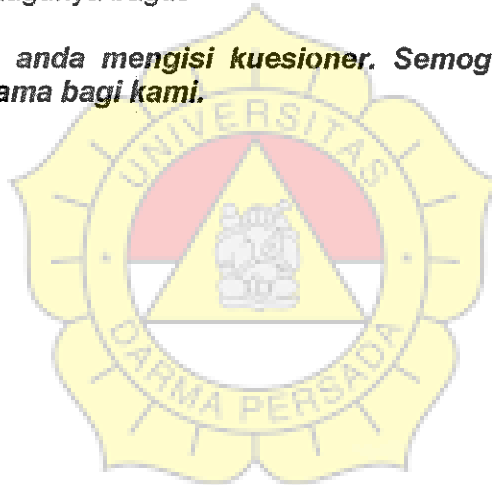 anda mengisi kuesioner. Semog
ama bagi kami.
UNIVERSITAS
DARMA PERSADA